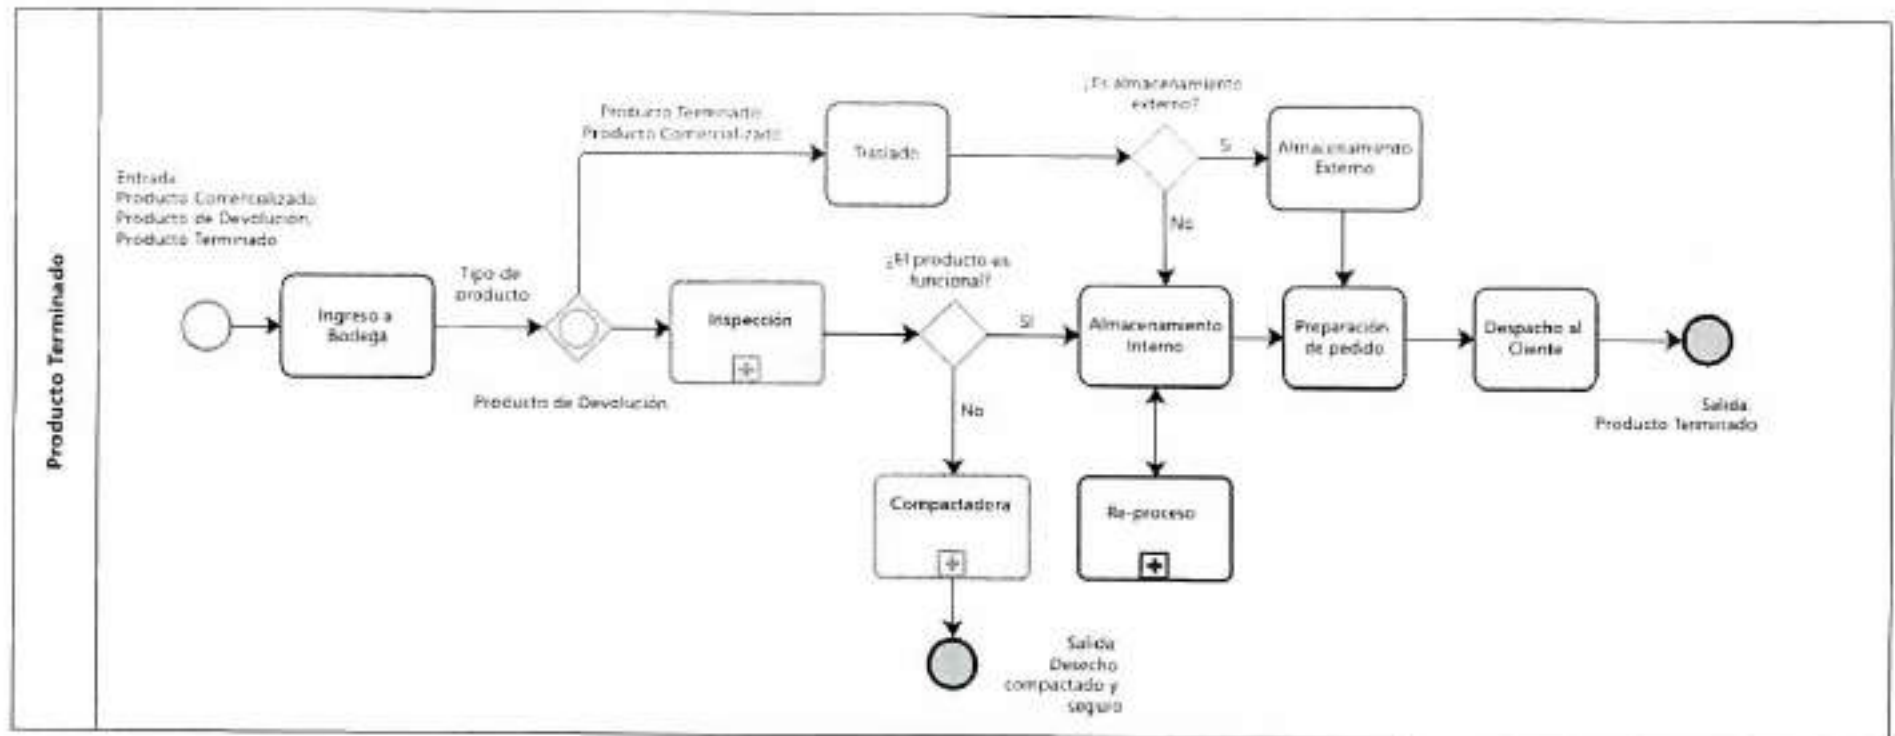 Producto Terminado
Entrada
Producto Comercializado
Producto de Devolución
Producto Terminado
Ingreso a
Bodega
Tipo de
producto
Producto Terminado
Producto Comercializado
Traslado
¿Es almacenamiento
externo?
Si
Almacenamiento
Externo
No
Producto de Devolución
Inspección
¿El producto es
funcional?
SI
Almacenamiento
Interno
Preparación
de pedido
Despacho al
Cliente
Salida
Producto Terminado
No
Compactadora
Re-proceso
Salida
Desecho
compactado y
seguro